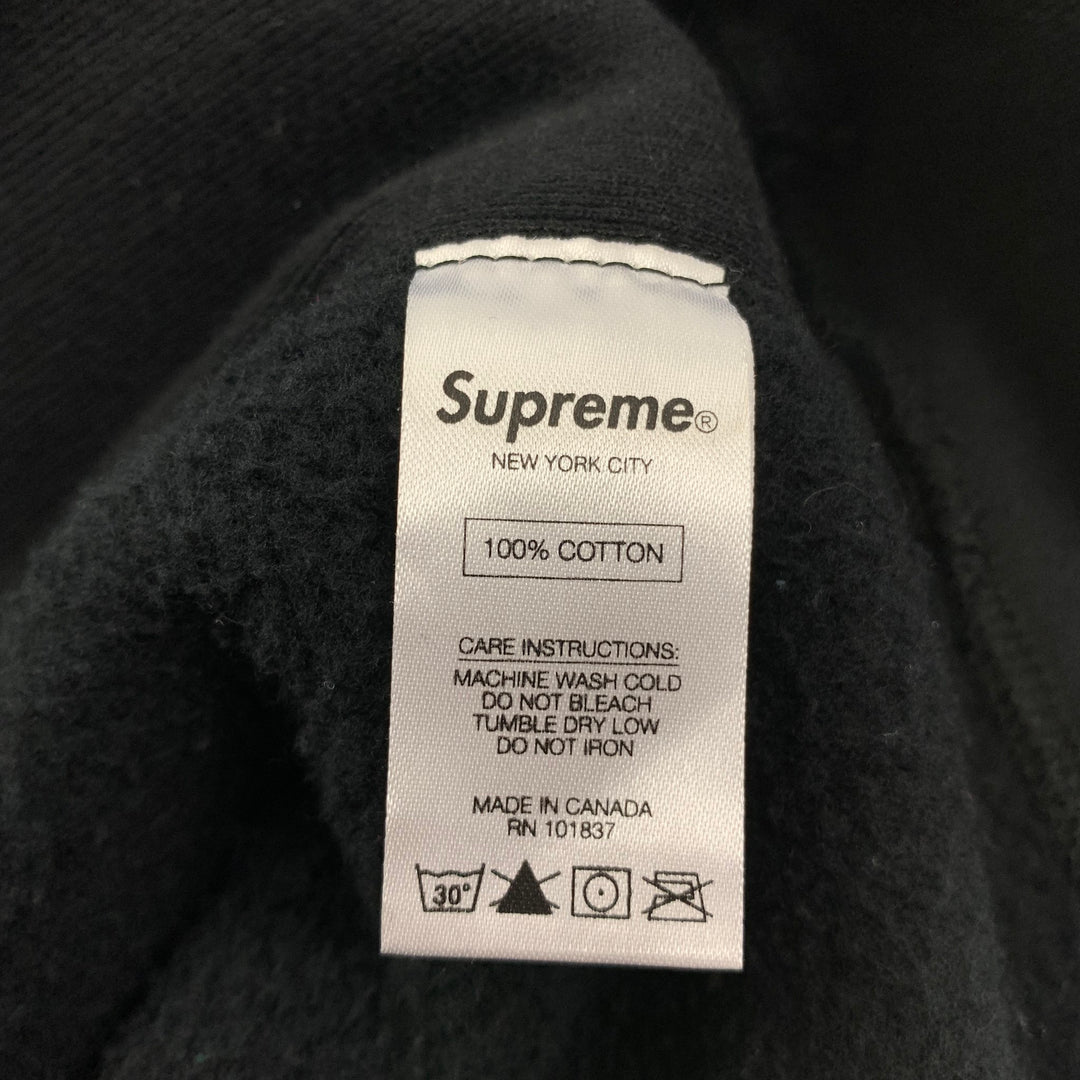 Supreme®
NEW YORK CITY
100% COTTON
CARE INSTRUCTIONS:
MACHINE WASH COLD
DO NOT BLEACH
TUMBLE DRY LOW
DO NOT IRON
MADE IN CANADA
RN 101837
30°